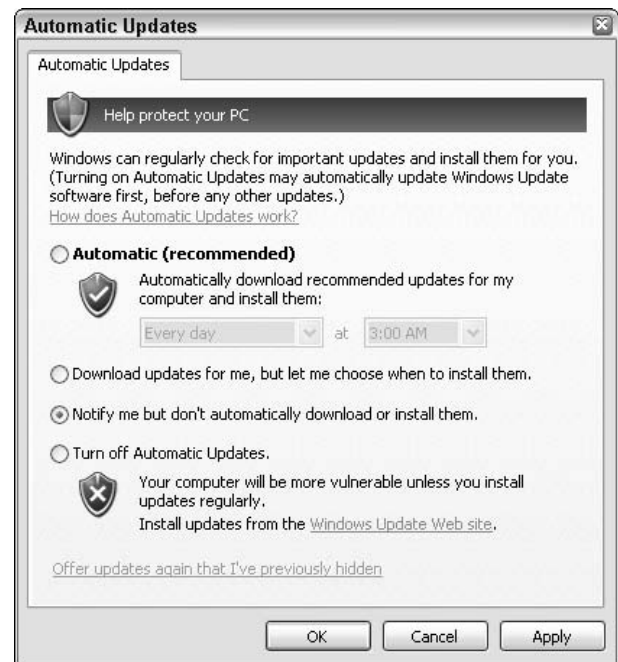 Automatic Updates
Automatic Updates
Help protect your PC
Windows can regularly check for important updates and install them for you.
(Turning on Automatic Updates may automatically update Windows Update
software first, before any other updates.)
How does Automatic Updates work?
Automatic (recommended)
Automatically download recommended updates for my
computer and install them:
Every day at 3:00 AM
Download updates for me, but let me choose when to install them.
Notify me but don't automatically download or install them.
Turn off Automatic Updates.
Your computer will be more vulnerable unless you install
updates regularly.
Install updates from the Windows Update Web site.
Offer updates again that I've previously hidden
OK Cancel Apply